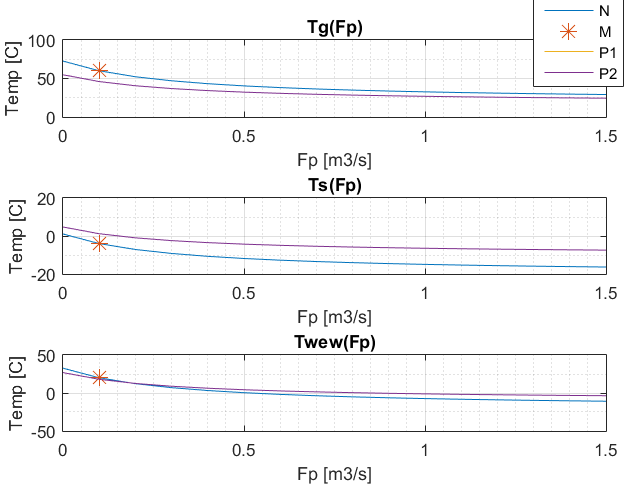 Tg(Fp)
N
M
P1
P2
100
50
0
Temp [C]
0
0.5
1
1.5
Fp [m3/s]
Ts(Fp)
20
0
-20
Temp [C]
0
0.5
1
1.5
Fp [m3/s]
Twew(Fp)
50
0
-50
Temp [C]
0
0.5
1
1.5
Fp [m3/s]